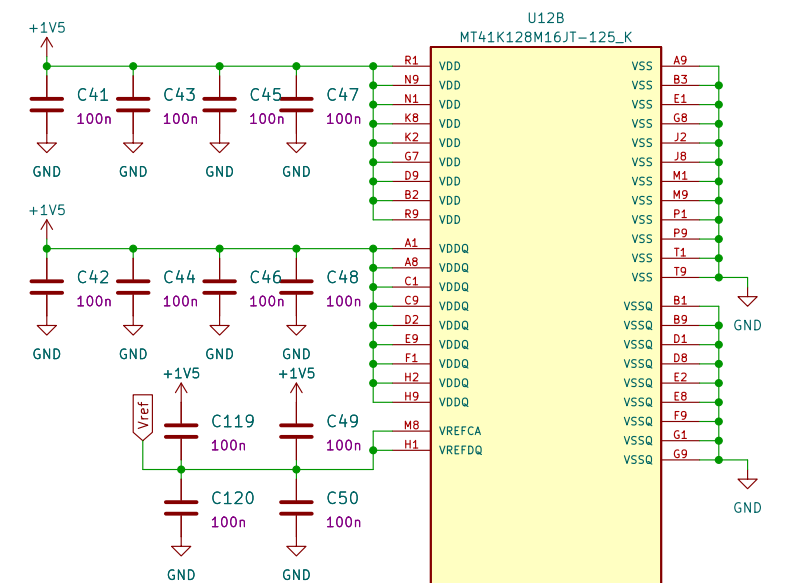 U12B
MT41K128M16JT-125_K
+1V5
C41
100n
GND
C43
100n
GND
C45
100n
GND
C47
100n
GND
R1 VDD
N9 VDD
N1 VDD
K8 VDD
K2 VDD
G7 VDD
D9 VDD
B2 VDD
R9 VDD
VSS A9
VSS B3
VSS E1
VSS G8
VSS J2
VSS J8
VSS M1
VSS M9
VSS P1
VSS P9
VSS T1
VSS T9
GND
+1V5
C42
100n
GND
C44
100n
GND
C46
100n
GND
C48
100n
GND
A1 VDDQ
A8 VDDQ
C1 VDDQ
C9 VDDQ
D2 VDDQ
E9 VDDQ
F1 VDDQ
H2 VDDQ
H9 VDDQ
VSSQ B1
VSSQ B9
VSSQ D1
VSSQ D8
VSSQ E2
VSSQ E8
VSSQ F9
VSSQ G1
VSSQ G9
GND
Vref
+1V5
C119
100n
+1V5
C49
100n
M8 VREFCA
H1 VREFDQ
C120
100n
GND
C50
100n
GND